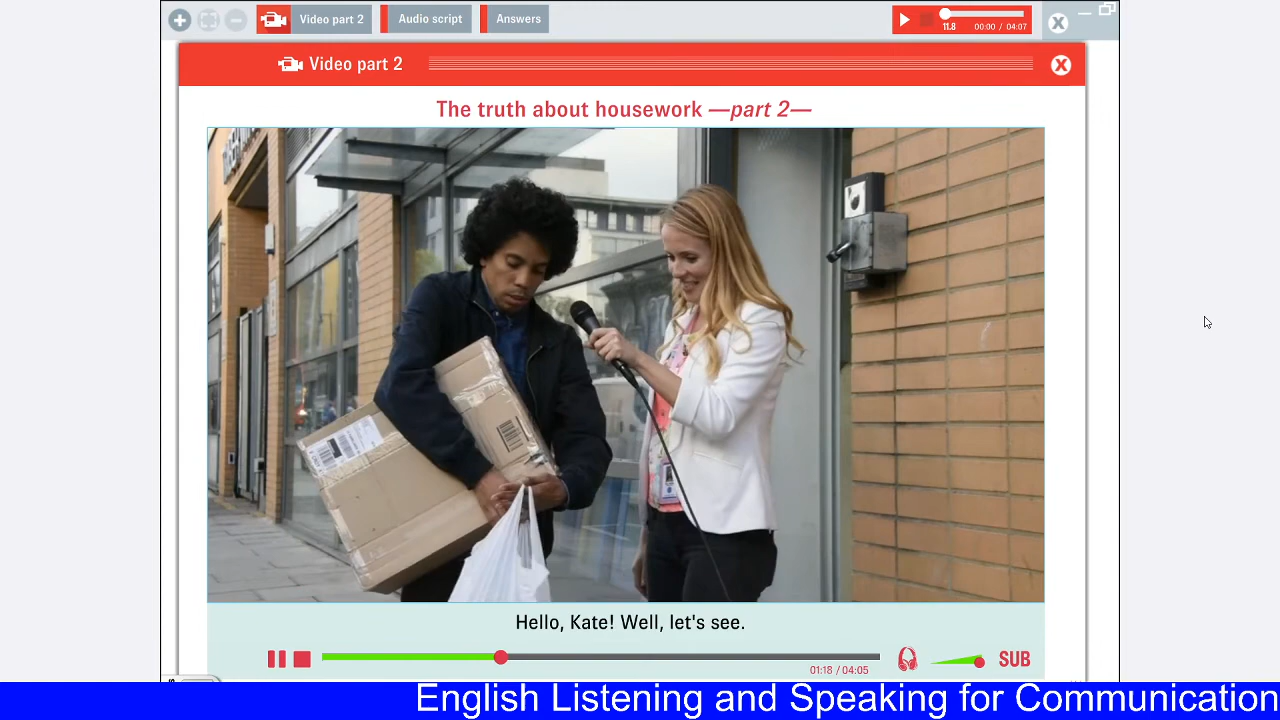 Video part 2
Audio script
Answers
11.8
00:00 / 04:07
Video part 2
The truth about housework —part 2—
Hello, Kate! Well, let's see.
01:18 / 04:05
SUB
English Listening and Speaking for Communication